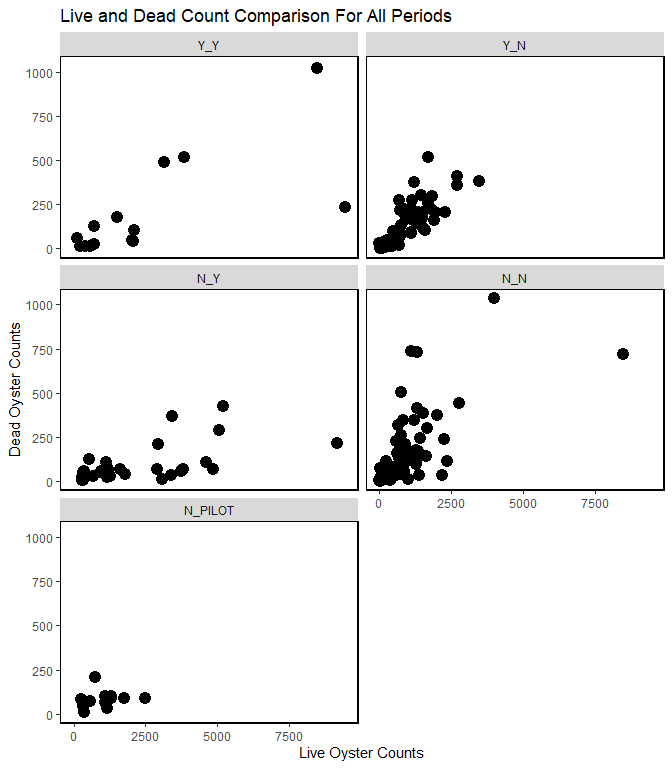 Live and Dead Count Comparison For All Periods
Y_Y
Y_N
1000
750
500
250
0
N_Y
N_N
1000
750
500
250
0
0
2500
5000
7500
N_PILOT
1000
750
500
250
0
0
2500
5000
7500
Dead Oyster Counts
Live Oyster Counts